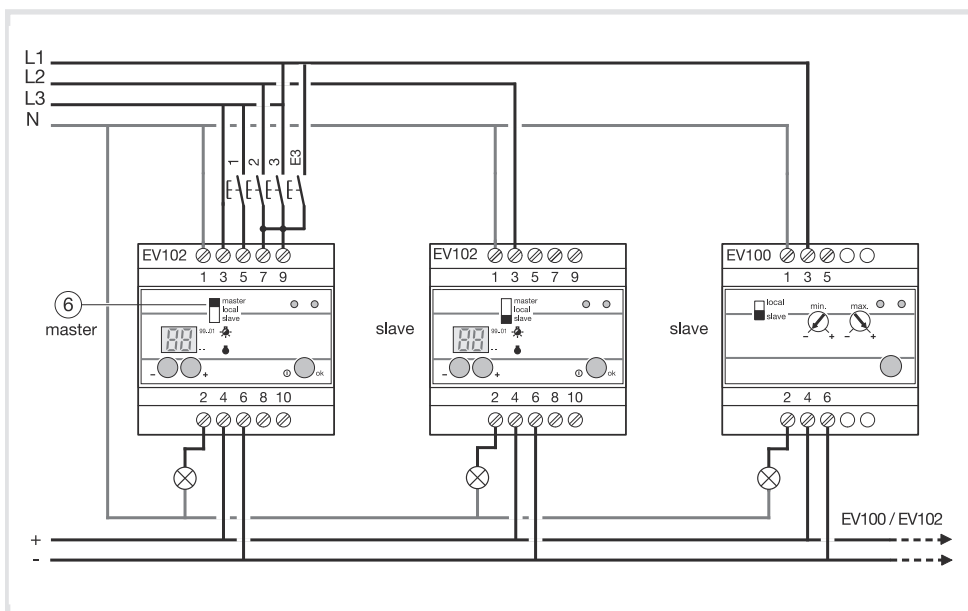 L1
L2
L3
N
1 2 3 E3
EV102
1 3 5 7 9
6
master
master
local
slave
88
99..01
--
- + ok
2 4 6 8 10
slave
EV102
1 3 5 7 9
master
local
slave
88
99..01
--
- + ok
2 4 6 8 10
slave
EV100
1 3 5
local
slave
min.
max.
- + - +
2 4 6
+
-
EV100 / EV102